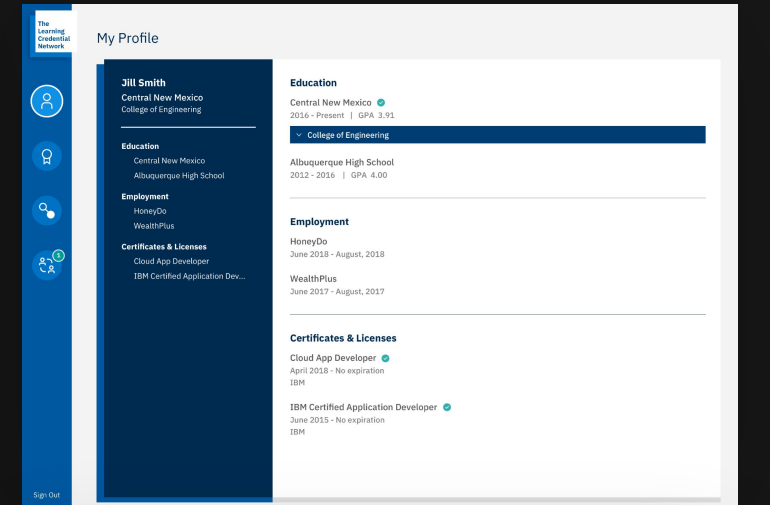 The
Learning
Credential
Network
My Profile
Jill Smith
Central New Mexico
College of Engineering
Education
Central New Mexico
Albuquerque High School
Employment
HoneyDo
WealthPlus
Certificates & Licenses
Cloud App Developer
IBM Certified Application Dev...
Education
Central New Mexico
2016 - Present | GPA 3.91
College of Engineering
Albuquerque High School
2012 - 2016 | GPA 4.00
Employment
HoneyDo
June 2018 - August, 2018
WealthPlus
June 2017 - August, 2017
Certificates & Licenses
Cloud App Developer
April 2018 - No expiration
IBM
IBM Certified Application Developer
June 2015 - No expiration
IBM
1
Sign Out